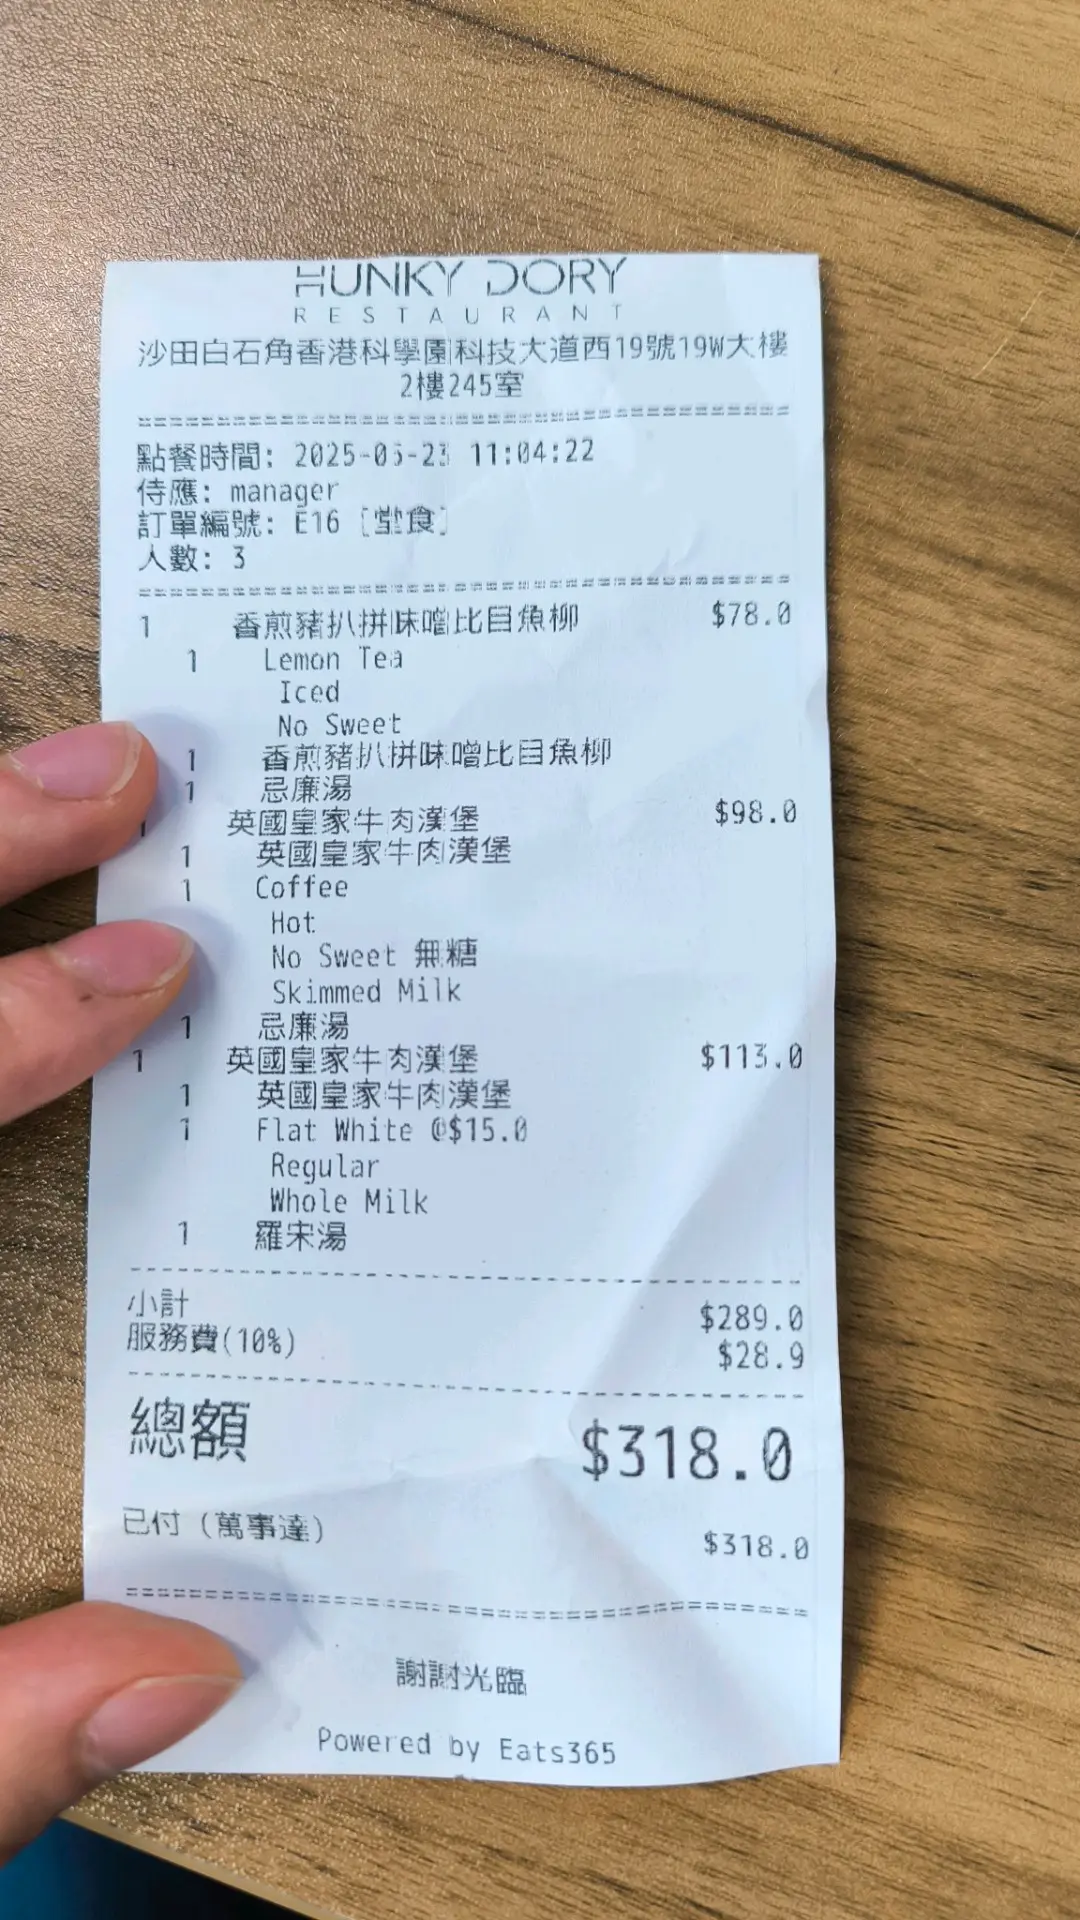 HUNKY DORY
RESTAURANT
沙田白石角香港科學園科技大道西19號19W大樓
2樓245室
點餐時間: 2025-05-23 11:04:22
侍應: manager
訂單編號: E16 [堂食]
人數: 3
1 香煎豬扒拼味噌比目魚柳 $78.0
1 Lemon Tea
Iced
No Sweet
1 香煎豬扒拼味噌比目魚柳
1 忌廉湯
1 英國皇家牛肉漢堡 $98.0
1 英國皇家牛肉漢堡
1 Coffee
Hot
No Sweet 無糖
Skimmed Milk
1 忌廉湯
1 英國皇家牛肉漢堡 $113.0
1 英國皇家牛肉漢堡
1 Flat White @$15.0
Regular
Whole Milk
1 羅宋湯
小計 $289.0
服務費(10%) $28.9
總額 $318.0
已付 (萬事達) $318.0
謝謝光臨
Powered by Eats365